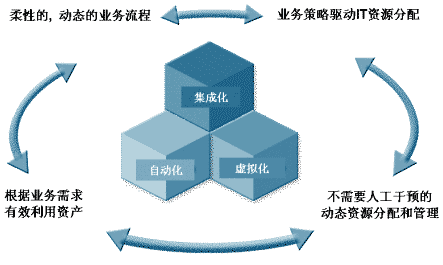 柔性的, 动态的业务流程
业务策略驱动IT资源分配
集成化
自动化
虚拟化
根据业务需求
有效利用资产
不需要人工干预的
动态资源分配和管理